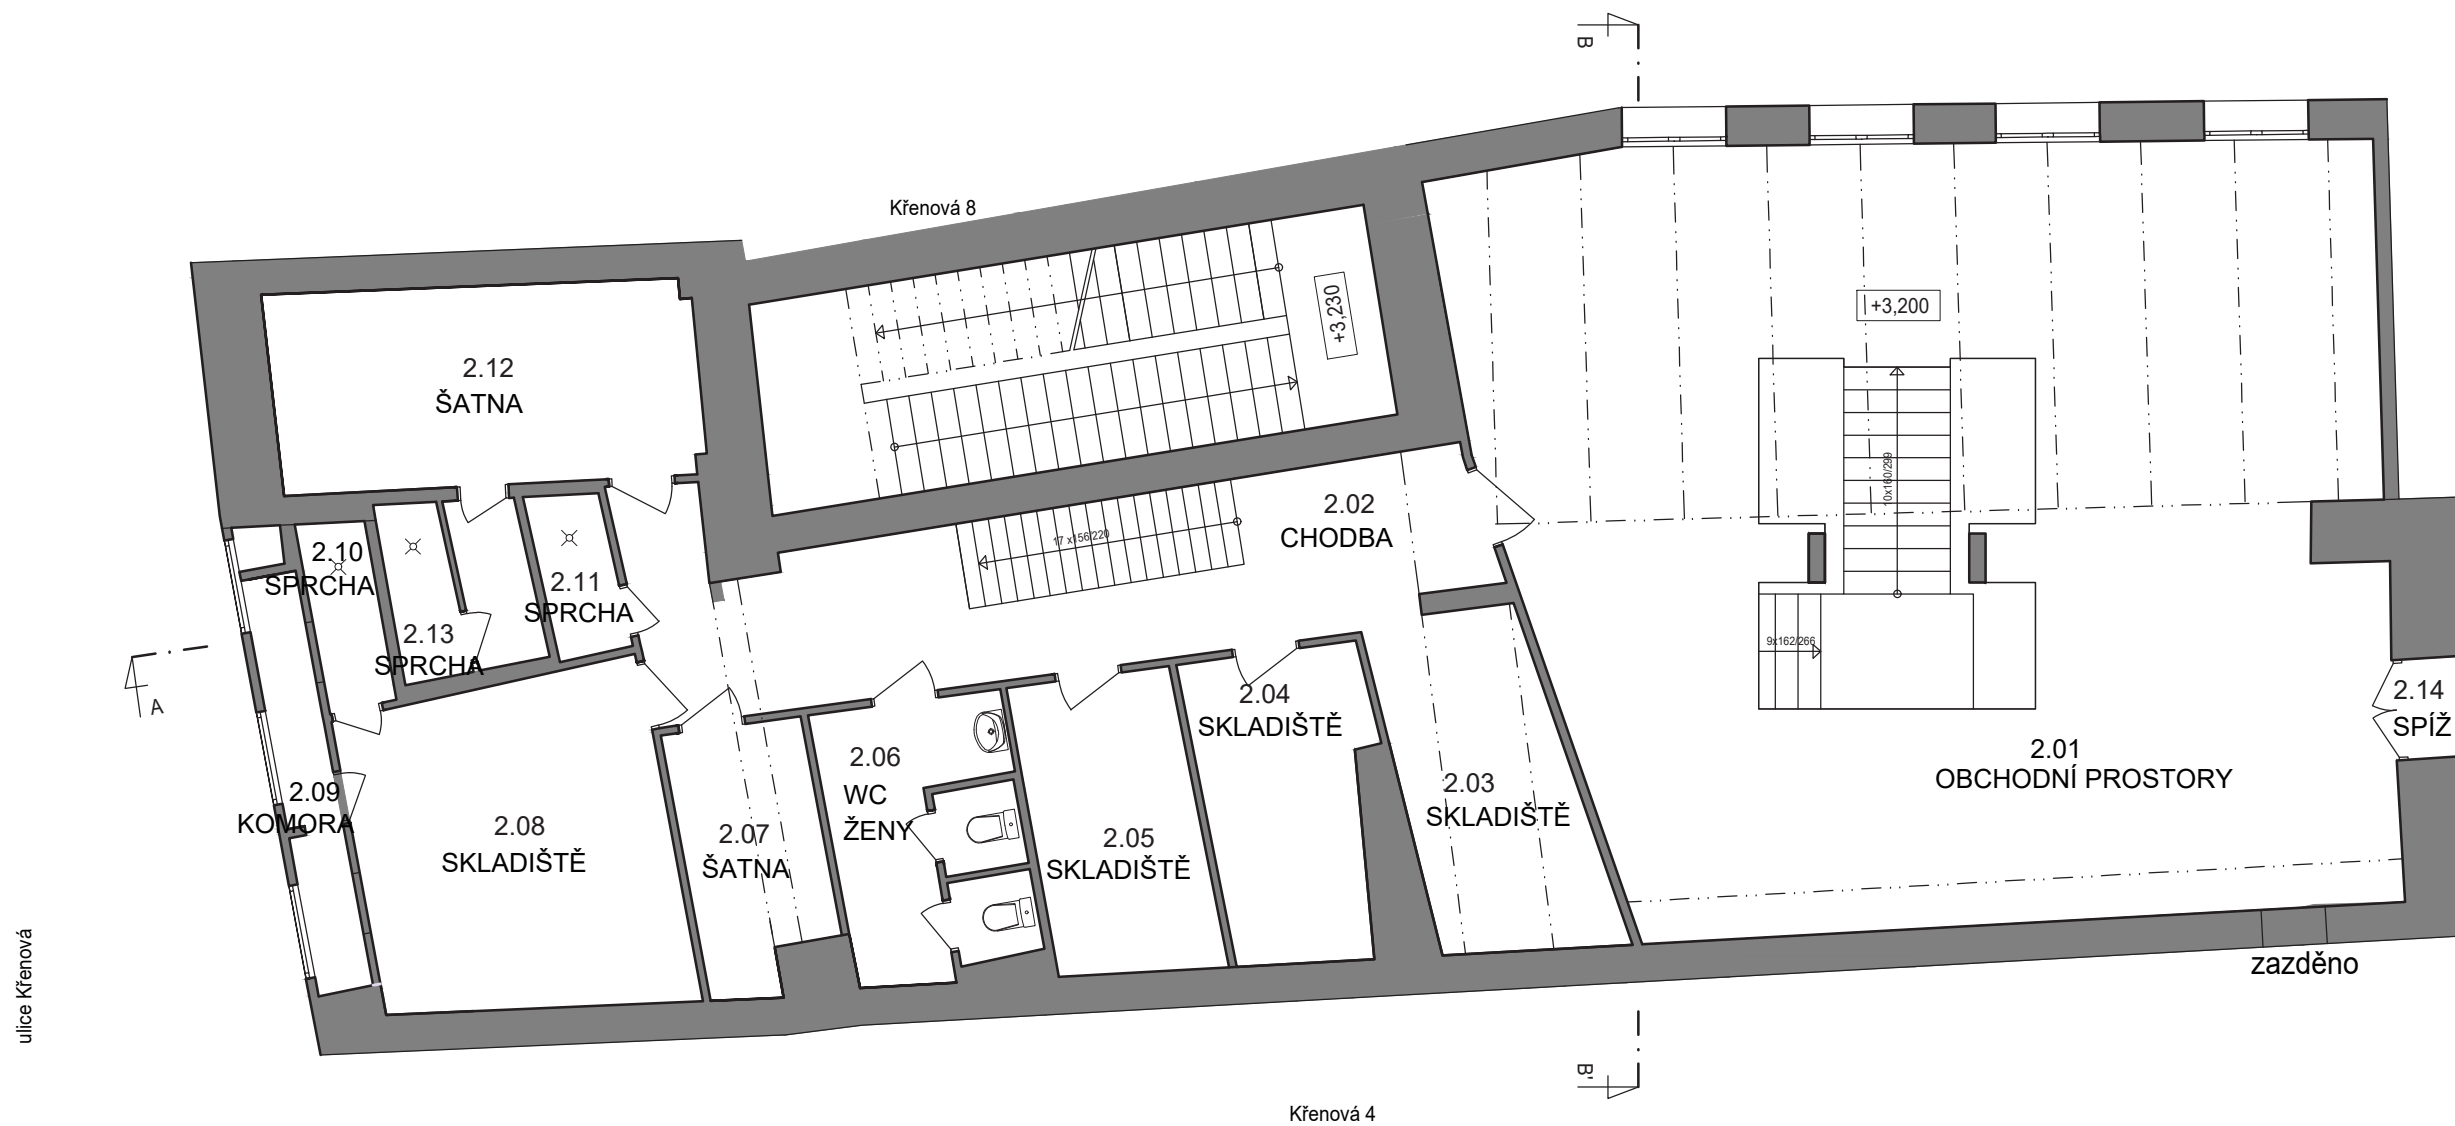 B
Křenová 8
+3,230
+3,200
2.12
ŠATNA
10x160/299
2.02
CHODBA
17 x156/220
2.10
SPRCHA
2.11
SPRCHA
2.13
SPRCHA
9x162/266
A
2.04
SKLADIŠTĚ
2.14
SPÍŽ
2.01
OBCHODNÍ PROSTORY
2.06
WC
ŽENY
2.03
SKLADIŠTĚ
2.09
KOMORA
2.08
SKLADIŠTĚ
2.07
ŠATNA
2.05
SKLADIŠTĚ
ulice Křenová
zazděno
B'
Křenová 4